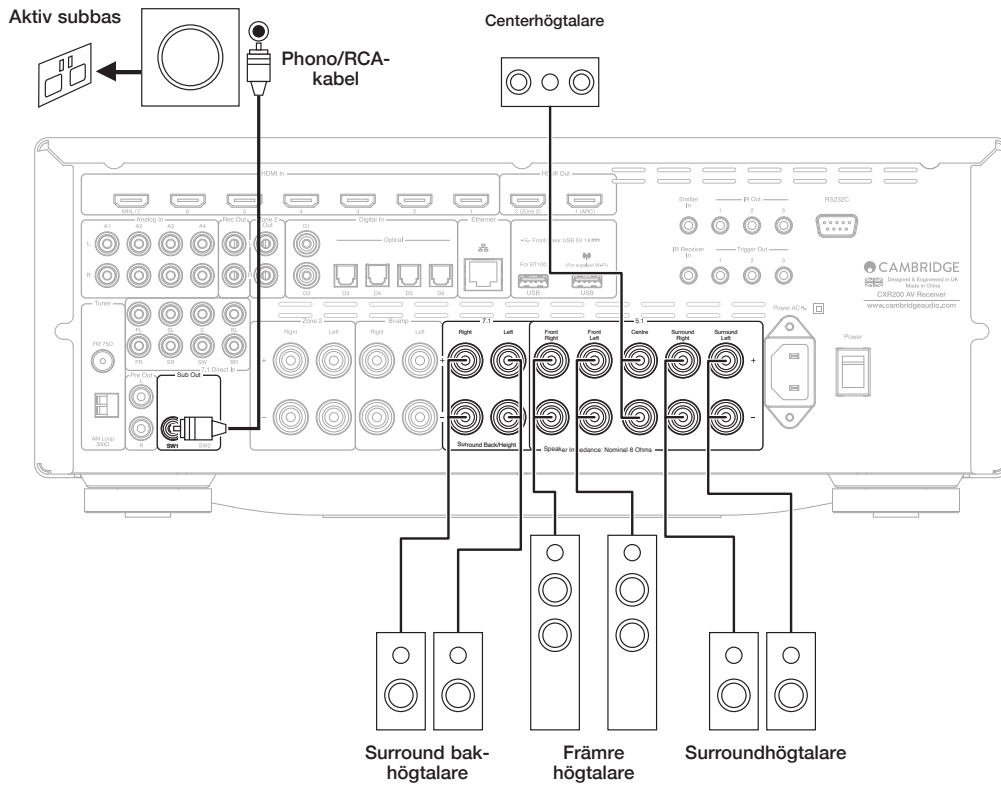 Aktiv subbas
Phono/RCA-
kabel
Centerhögtalare
HDMI In
HDMI Out
MHL/7
6
5
4
3
2
1
2 (Zone 2)
1 (ARC)
Analog In
Rec Out
Zone 2
Out
Digital In
Ethernet
A1
A2
A3
A4
D1
Optical
L
R
L
R
D2
D3
D4
D5
D6
Front/Rear USB 5V 1A
For BT100
(For supplied Wi-Fi)
USB
USB
Emitter
In
IR Out
1
2
3
RS232C
IR Receiver
In
Trigger Out
1
2
3
CAMBRIDGE
Designed & Engineered in UK
Made in China
CXR200 AV Receiver
www.cambridgeaudio.com
Tuner
FM 75Ω
AM Loop
300Ω
FL
SL
C
BL
FR
SR
SW
BR
7.1 Direct In
Pre Out
L
R
Sub Out
SW1
SW2
Zone 2
Right
Left
Bi-amp
Right
Left
7.1
Right
Left
Surround Back/Height
5.1
Front
Right
Front
Left
Centre
Surround
Right
Surround
Left
+
–
+
–
+
–
Speaker Impedance: Nominal 8 Ohms
Power AC
Power
Surround bak-
högtalare
Främre
högtalare
Surroundhögtalare